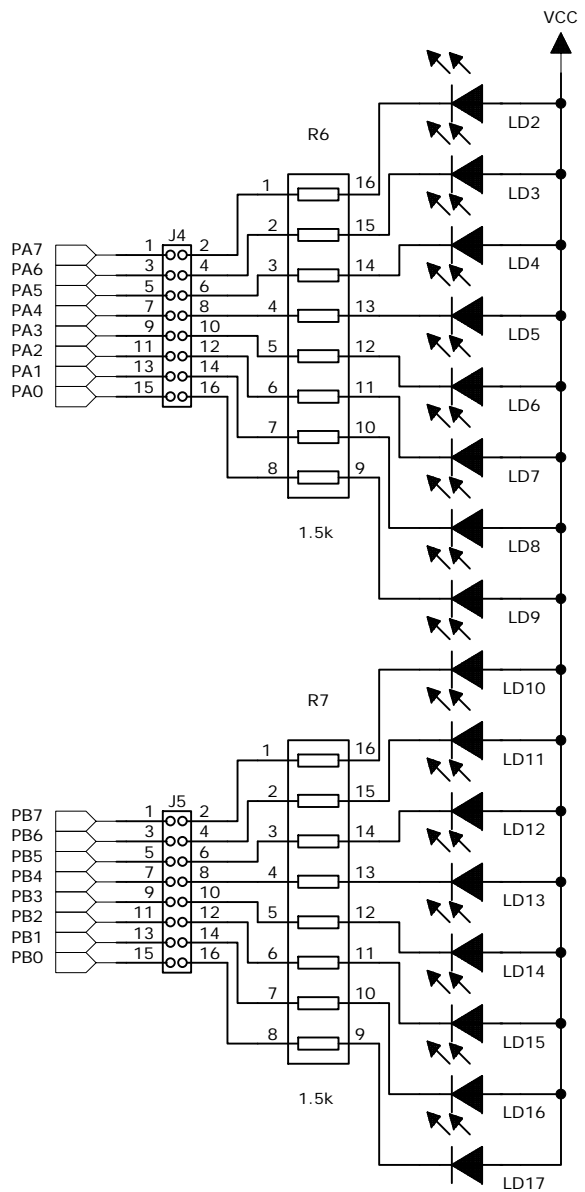 VCC
LD2
R6
1 16
LD3
2 15
J4
PA7 1 2
LD4
PA6 3 4
3 14
PA5 5 6
PA4 7 8 4 13
LD5
PA3 9 10
PA2 11 12 5 12
LD6
PA1 13 14
PA0 15 16 6 11
7 10
LD7
8 9
1.5k
LD8
LD9
LD10
R7
1 16
LD11
2 15
J5
PB7 1 2
LD12
PB6 3 4
3 14
PB5 5 6
PB4 7 8 4 13
LD13
PB3 9 10
PB2 11 12 5 12
PB1 13 14
LD14
PB0 15 16 6 11
7 10
LD15
8 9
1.5k
LD16
LD17